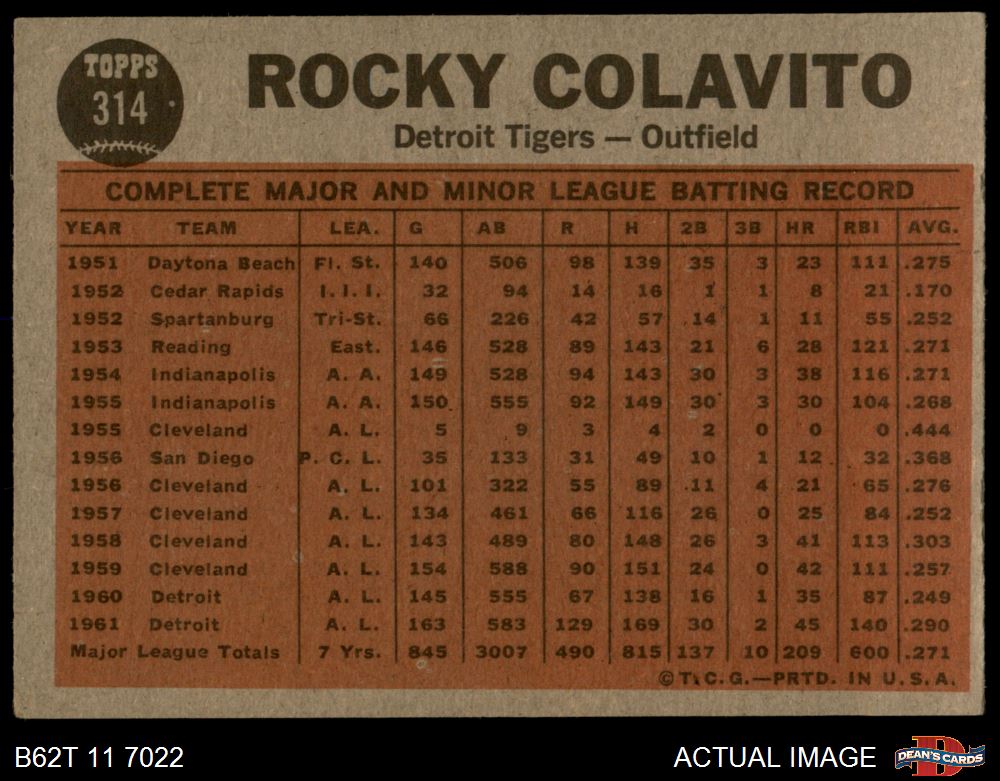 TOPPS
314
ROCKY COLAVITO
Detroit Tigers — Outfield
COMPLETE MAJOR AND MINOR LEAGUE BATTING RECORD
YEAR TEAM LEA. G AB R H 2B 3B HR RBI AVG.
1951 Daytona Beach Fl. St. 140 506 98 139 35 3 23 111 .275
1952 Cedar Rapids I. I. I. 32 94 14 16 1 1 8 21 .170
1952 Spartanburg Tri-St. 66 226 42 57 14 1 11 55 .252
1953 Reading East. 146 528 89 143 21 6 28 121 .271
1954 Indianapolis A. A. 149 528 94 143 30 3 38 116 .271
1955 Indianapolis A. A. 150 555 92 149 30 3 30 104 .268
1955 Cleveland A. L. 5 9 3 4 2 0 0 0 .444
1956 San Diego P. C. L. 35 133 31 49 10 1 12 32 .368
1956 Cleveland A. L. 101 322 55 89 11 4 21 65 .276
1957 Cleveland A. L. 134 461 66 116 26 0 25 84 .252
1958 Cleveland A. L. 143 489 80 148 26 3 41 113 .303
1959 Cleveland A. L. 154 588 90 151 24 0 42 111 .257
1960 Detroit A. L. 145 555 67 138 16 1 35 87 .249
1961 Detroit A. L. 163 583 129 169 30 2 45 140 .290
Major League Totals 7 Yrs. 845 3007 490 815 137 10 209 600 .271
© T. C. G.—PRTD. IN U. S. A.
B62T 11 7022
ACTUAL IMAGE
D
DEAN'S CARDS